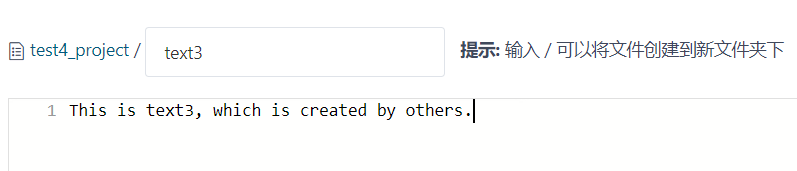 test4_project / text3 提示: 输入 / 可以将文件创建到新文件夹下
1 This is text3, which is created by others.